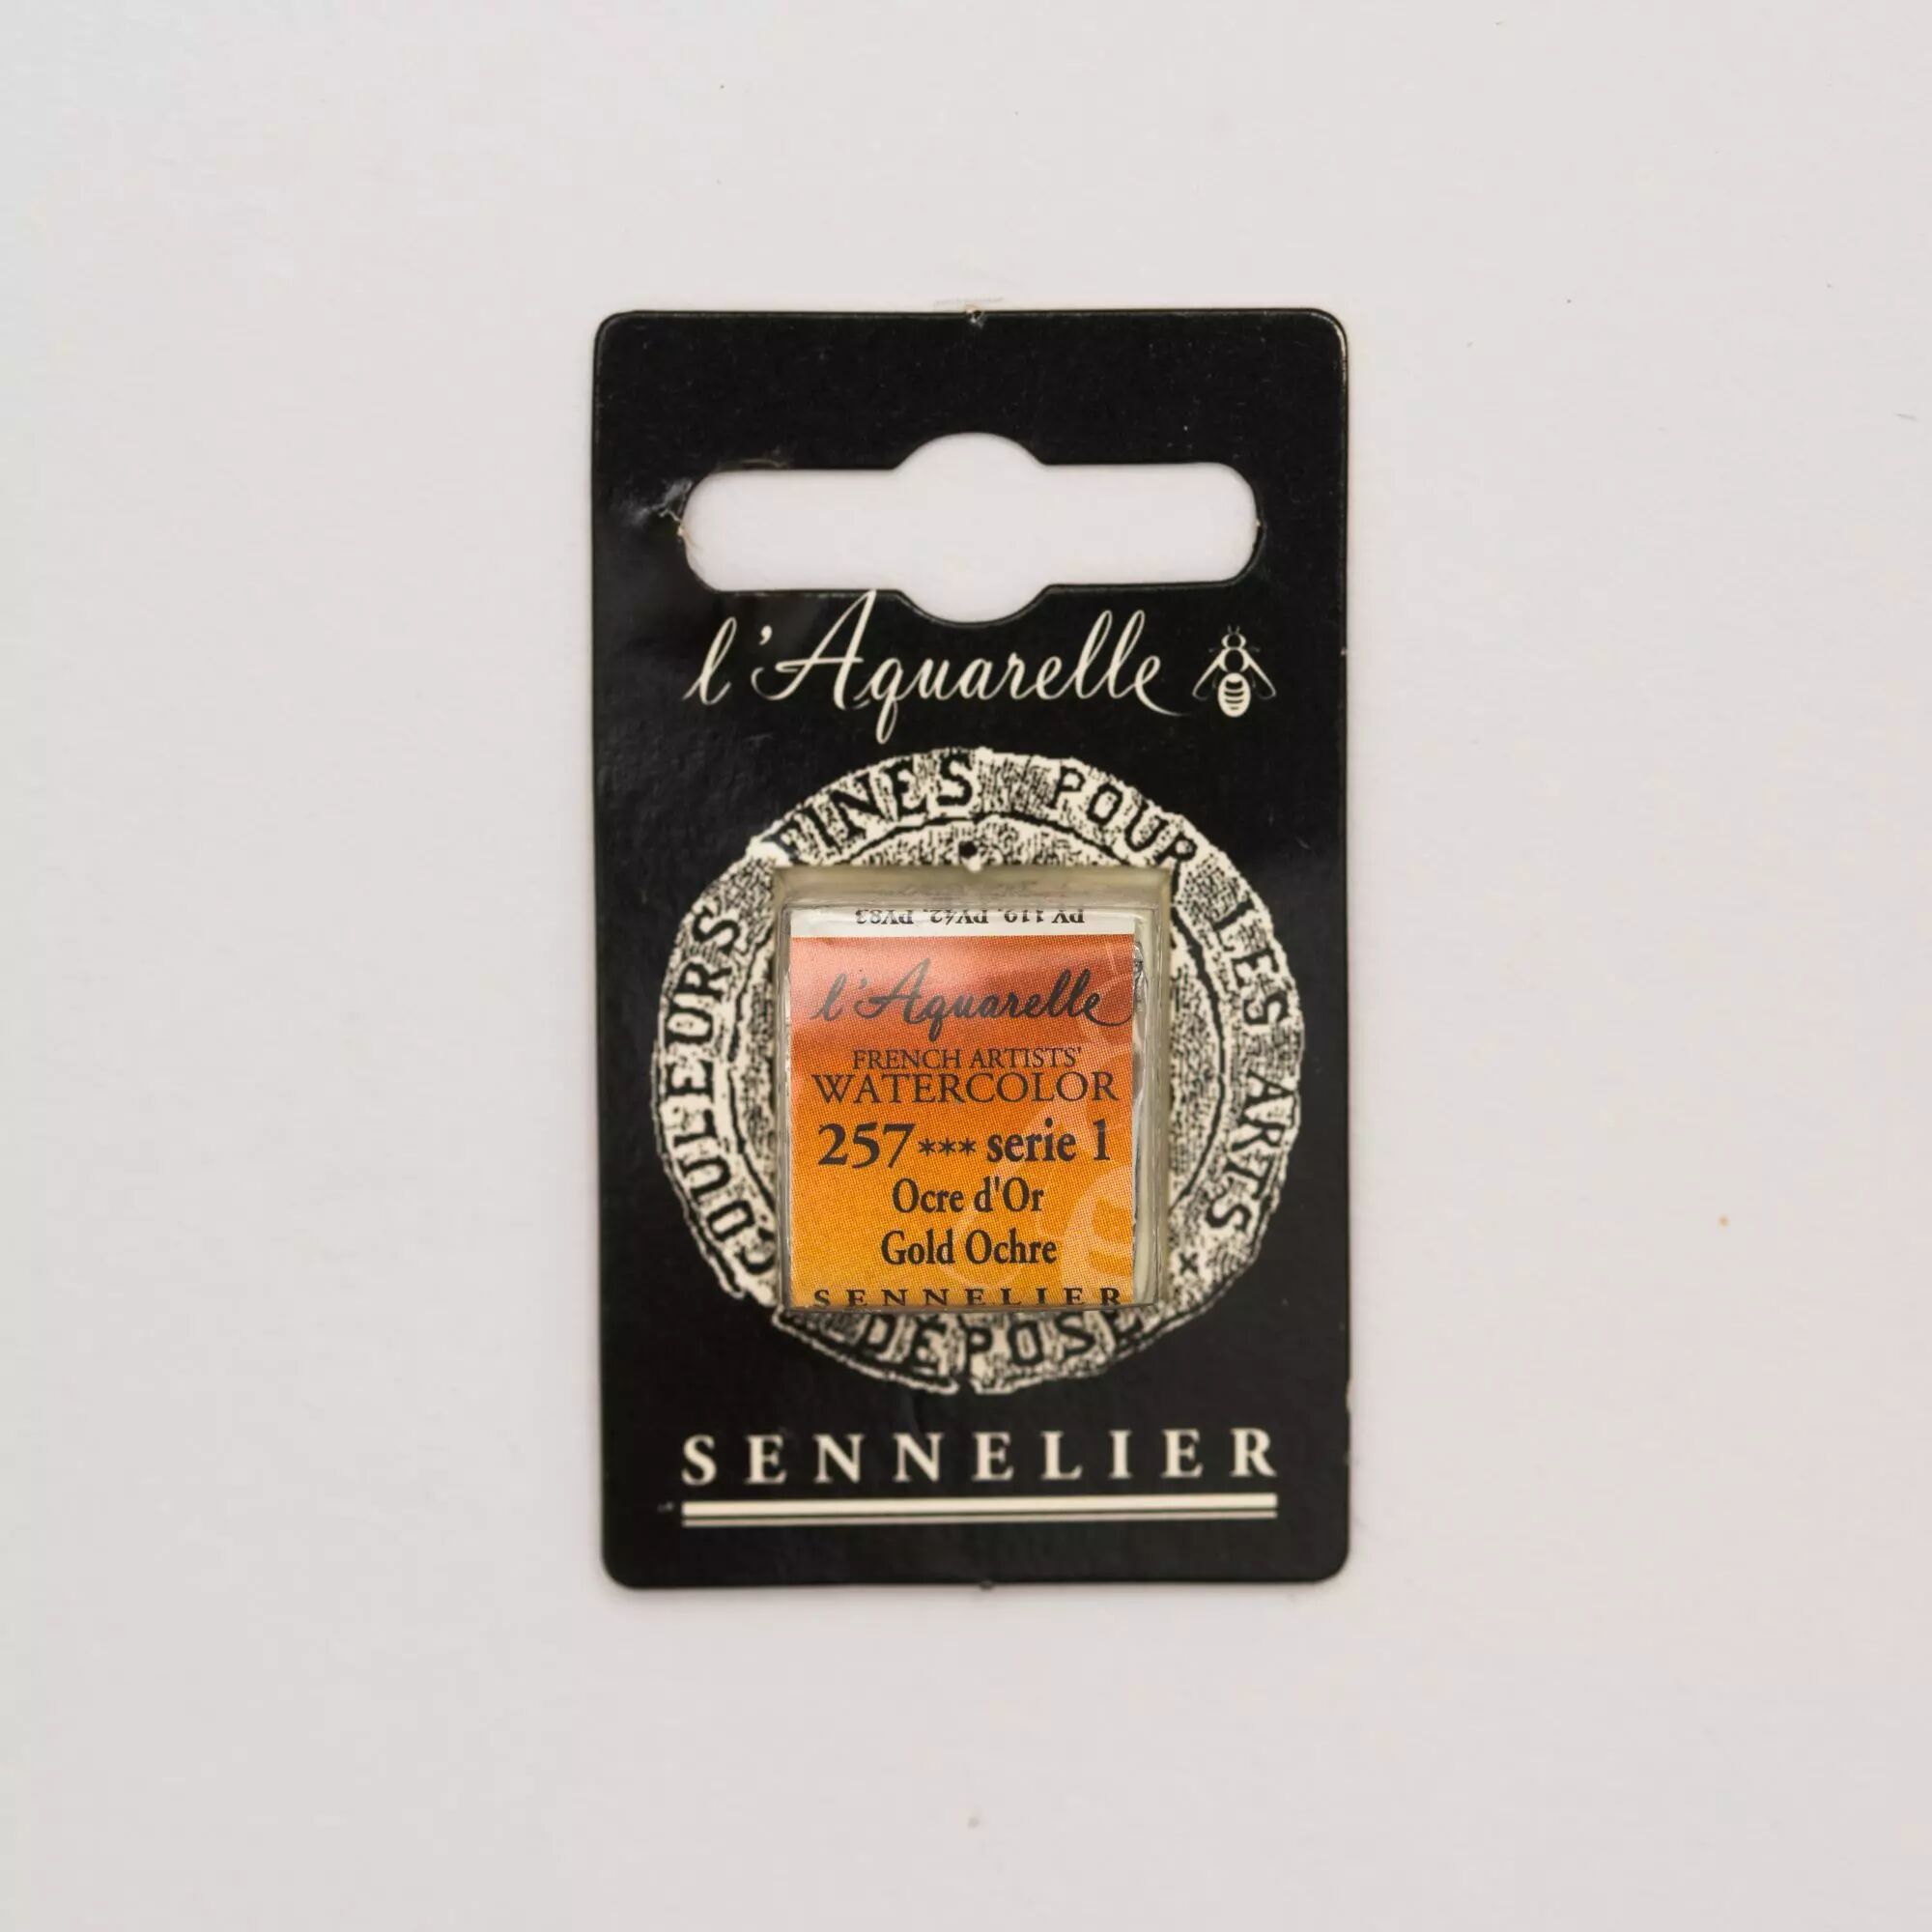 l'Aquarelle
COULEURS FINES POUR LES ARTS
PY 119, PY42, PY83
l'Aquarelle
FRENCH ARTISTS'
WATERCOLOR
257*** serie 1
Ocre d'Or
Gold Ochre
SENNELIER
DÉPOSÉ
SENNELIER